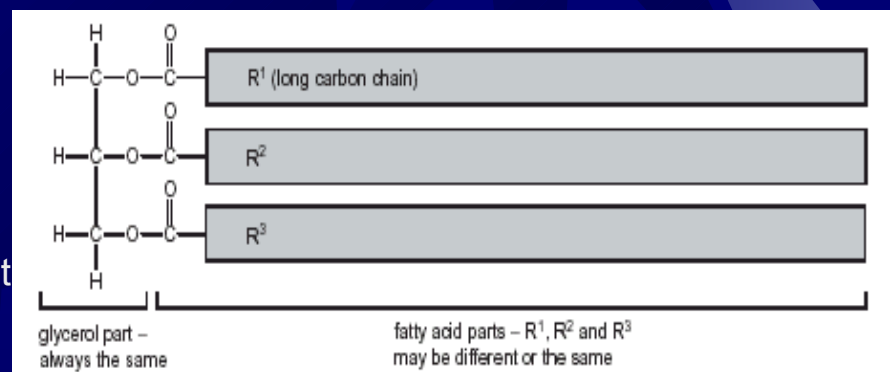 H O
H—C—O—C— R¹ (long carbon chain)
O
H—C—O—C— R²
O
H—C—O—C— R³
H
t
glycerol part –
always the same
fatty acid parts – R¹, R² and R³
may be different or the same